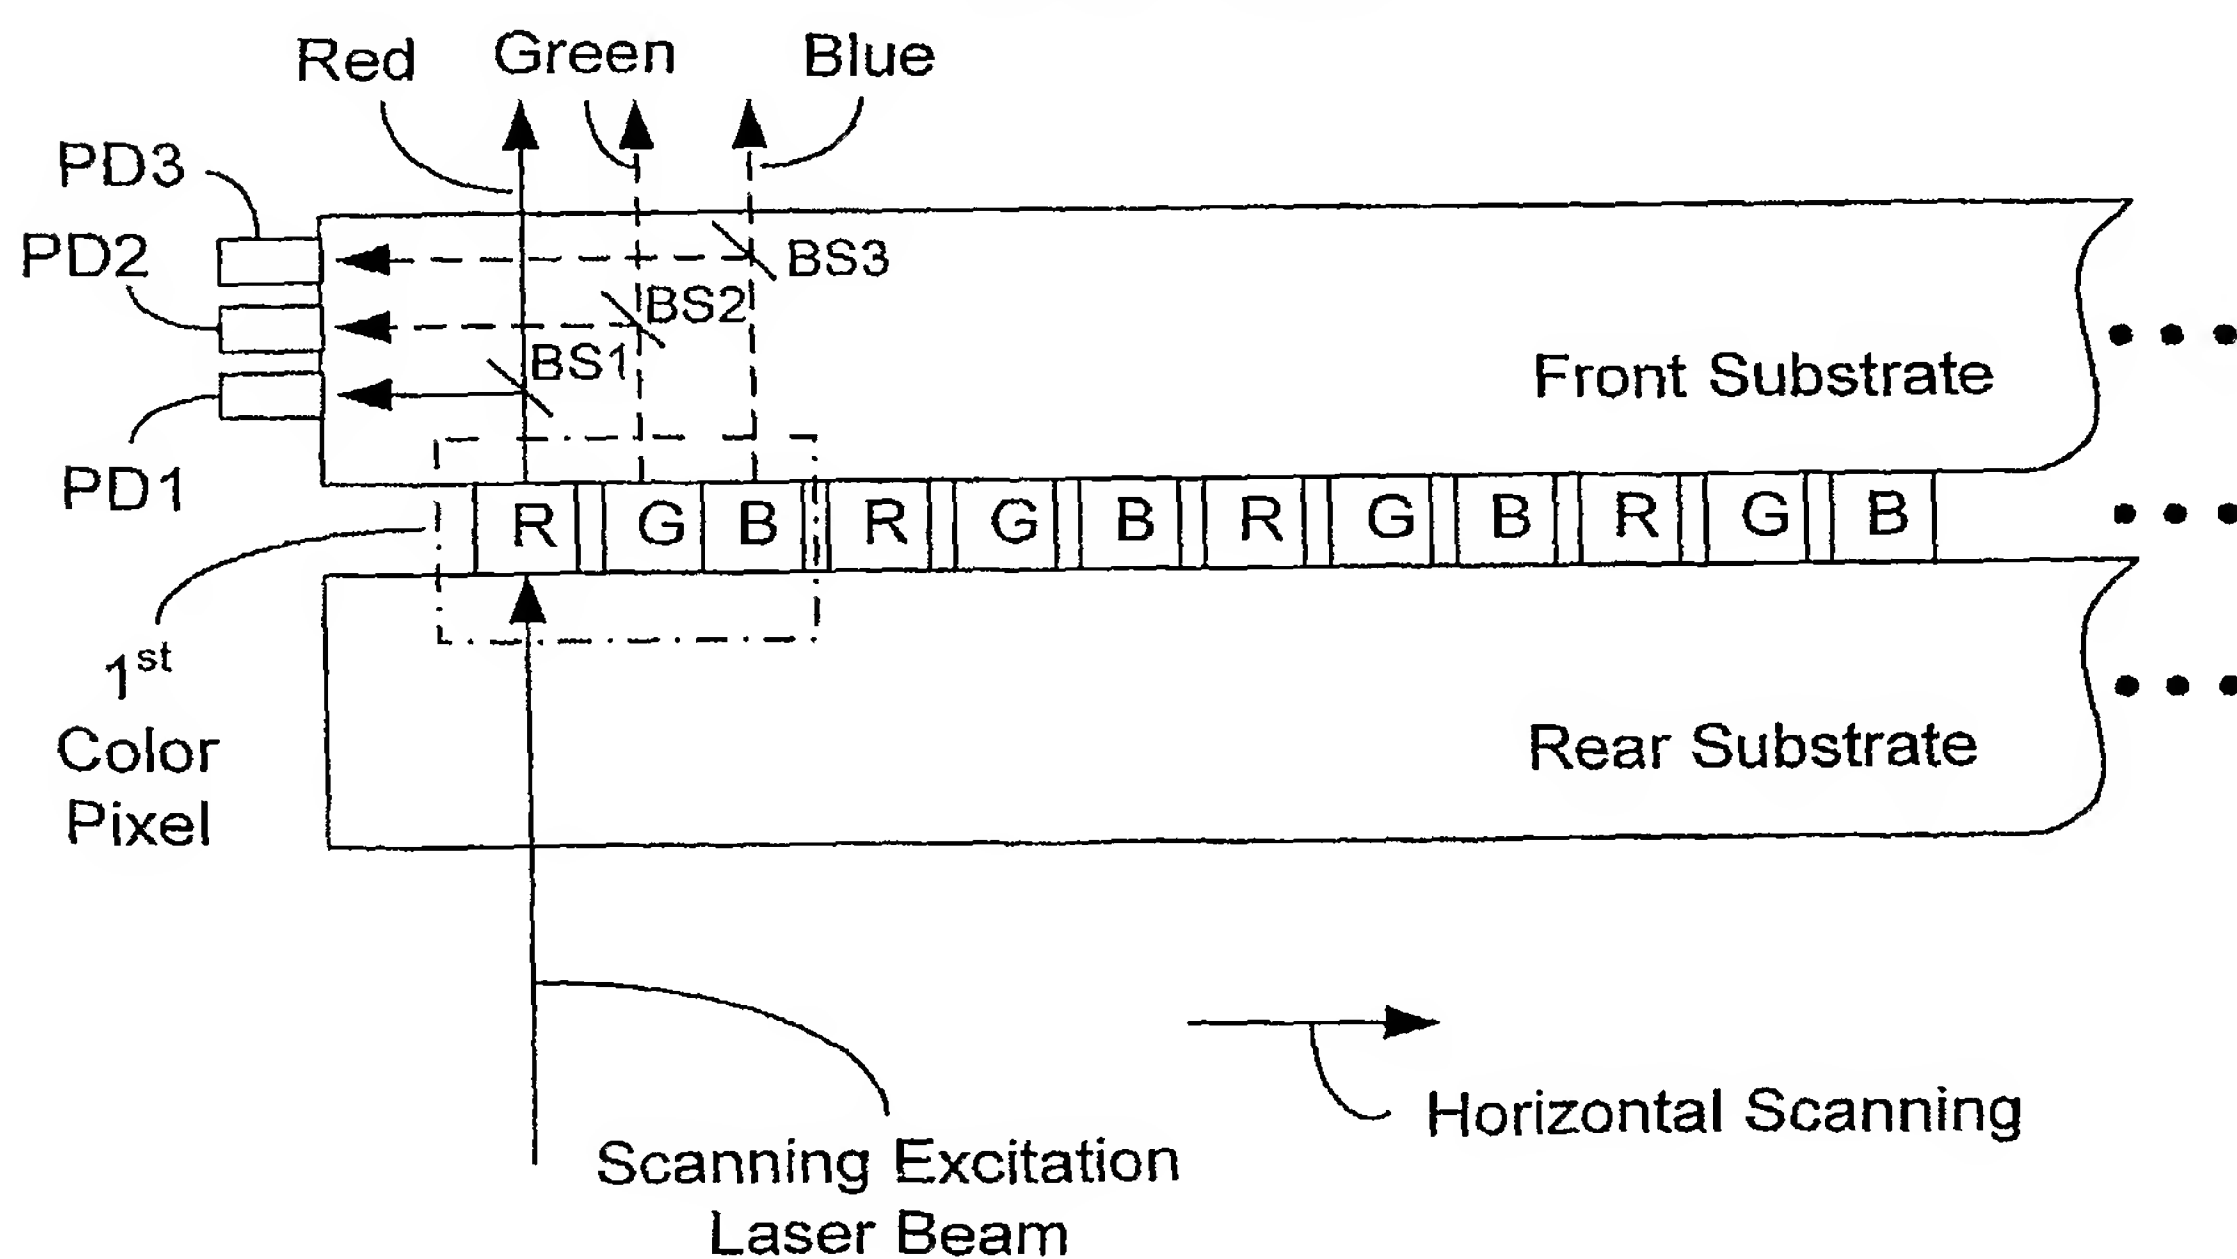 Red Green Blue
PD3
PD2
PD1
BS3
BS2
BS1
Front Substrate
R G B R G B R G B R G B
1st
Color
Pixel
Rear Substrate
Horizontal Scanning
Scanning Excitation
Laser Beam